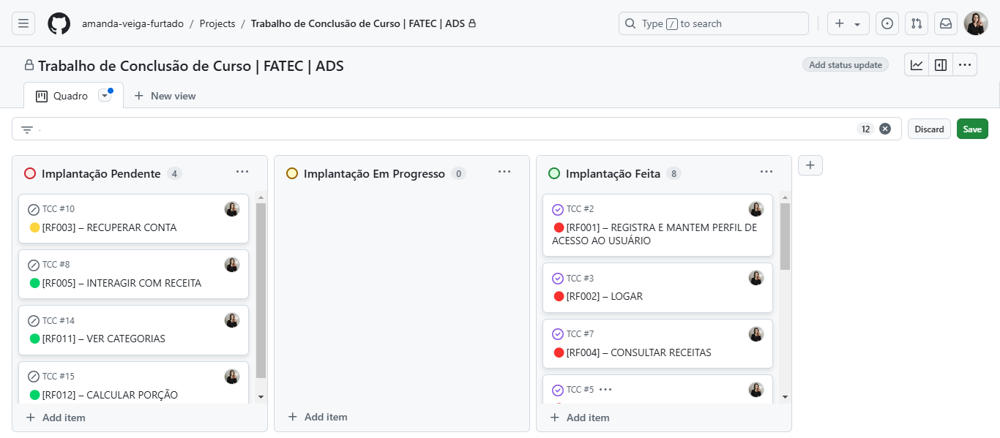 amanda-veiga-furtado / Projects / Trabalho de Conclusão de Curso | FATEC | ADS
Type / to search
Trabalho de Conclusão de Curso | FATEC | ADS
Add status update
Quadro
New view
.
12
Discard
Save
Implantação Pendente 4
TCC #10
[RF003] – RECUPERAR CONTA
TCC #8
[RF005] – INTERAGIR COM RECEITA
TCC #14
[RF011] – VER CATEGORIAS
TCC #15
[RF012] – CALCULAR PORÇÃO
Add item
Implantação Em Progresso 0
Add item
Implantação Feita 8
TCC #2
[RF001] – REGISTRA E MANTEM PERFIL DE
ACESSO AO USUÁRIO
TCC #3
[RF002] – LOGAR
TCC #7
[RF004] – CONSULTAR RECEITAS
TCC #5
Add item